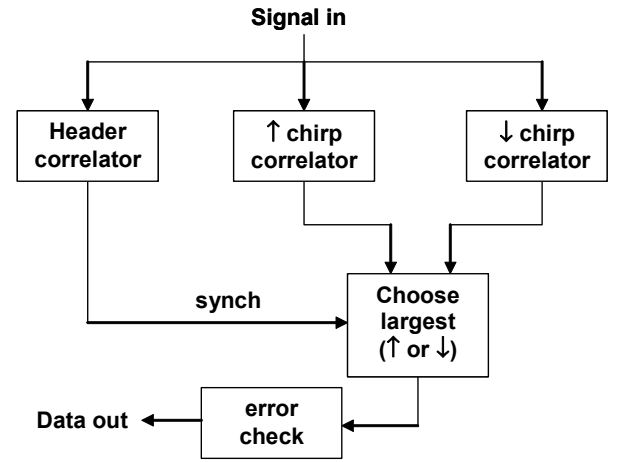 Signal in
Header
correlator
↑ chirp
correlator
↓ chirp
correlator
synch
Choose
largest
(↑ or ↓)
Data out
error
check